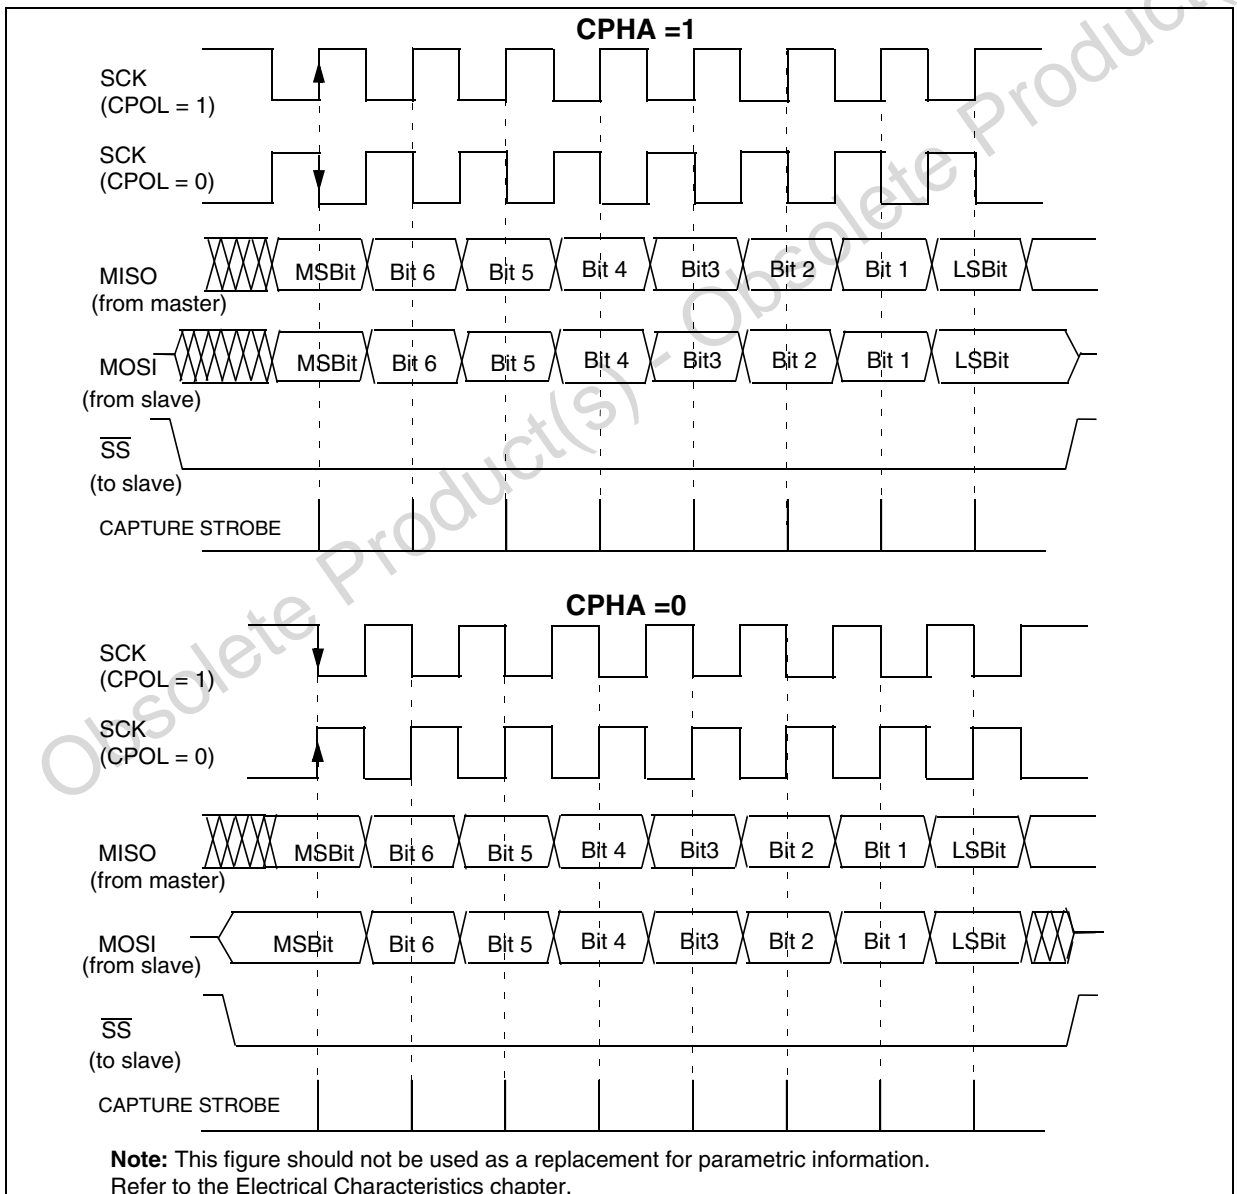 CPHA =1
SCK
(CPOL = 1)
SCK
(CPOL = 0)
MISO
(from master)
MSBit Bit 6 Bit 5 Bit 4 Bit3 Bit 2 Bit 1 LSBit
MOSI
(from slave)
MSBit Bit 6 Bit 5 Bit 4 Bit3 Bit 2 Bit 1 LSBit
SS
(to slave)
CAPTURE STROBE
CPHA =0
SCK
(CPOL = 1)
SCK
(CPOL = 0)
MISO
(from master)
MSBit Bit 6 Bit 5 Bit 4 Bit3 Bit 2 Bit 1 LSBit
MOSI
(from slave)
MSBit Bit 6 Bit 5 Bit 4 Bit3 Bit 2 Bit 1 LSBit
SS
(to slave)
CAPTURE STROBE
Note: This figure should not be used as a replacement for parametric information.
Refer to the Electrical Characteristics chapter.
Obsolete Product(s) - Obsolete Product(